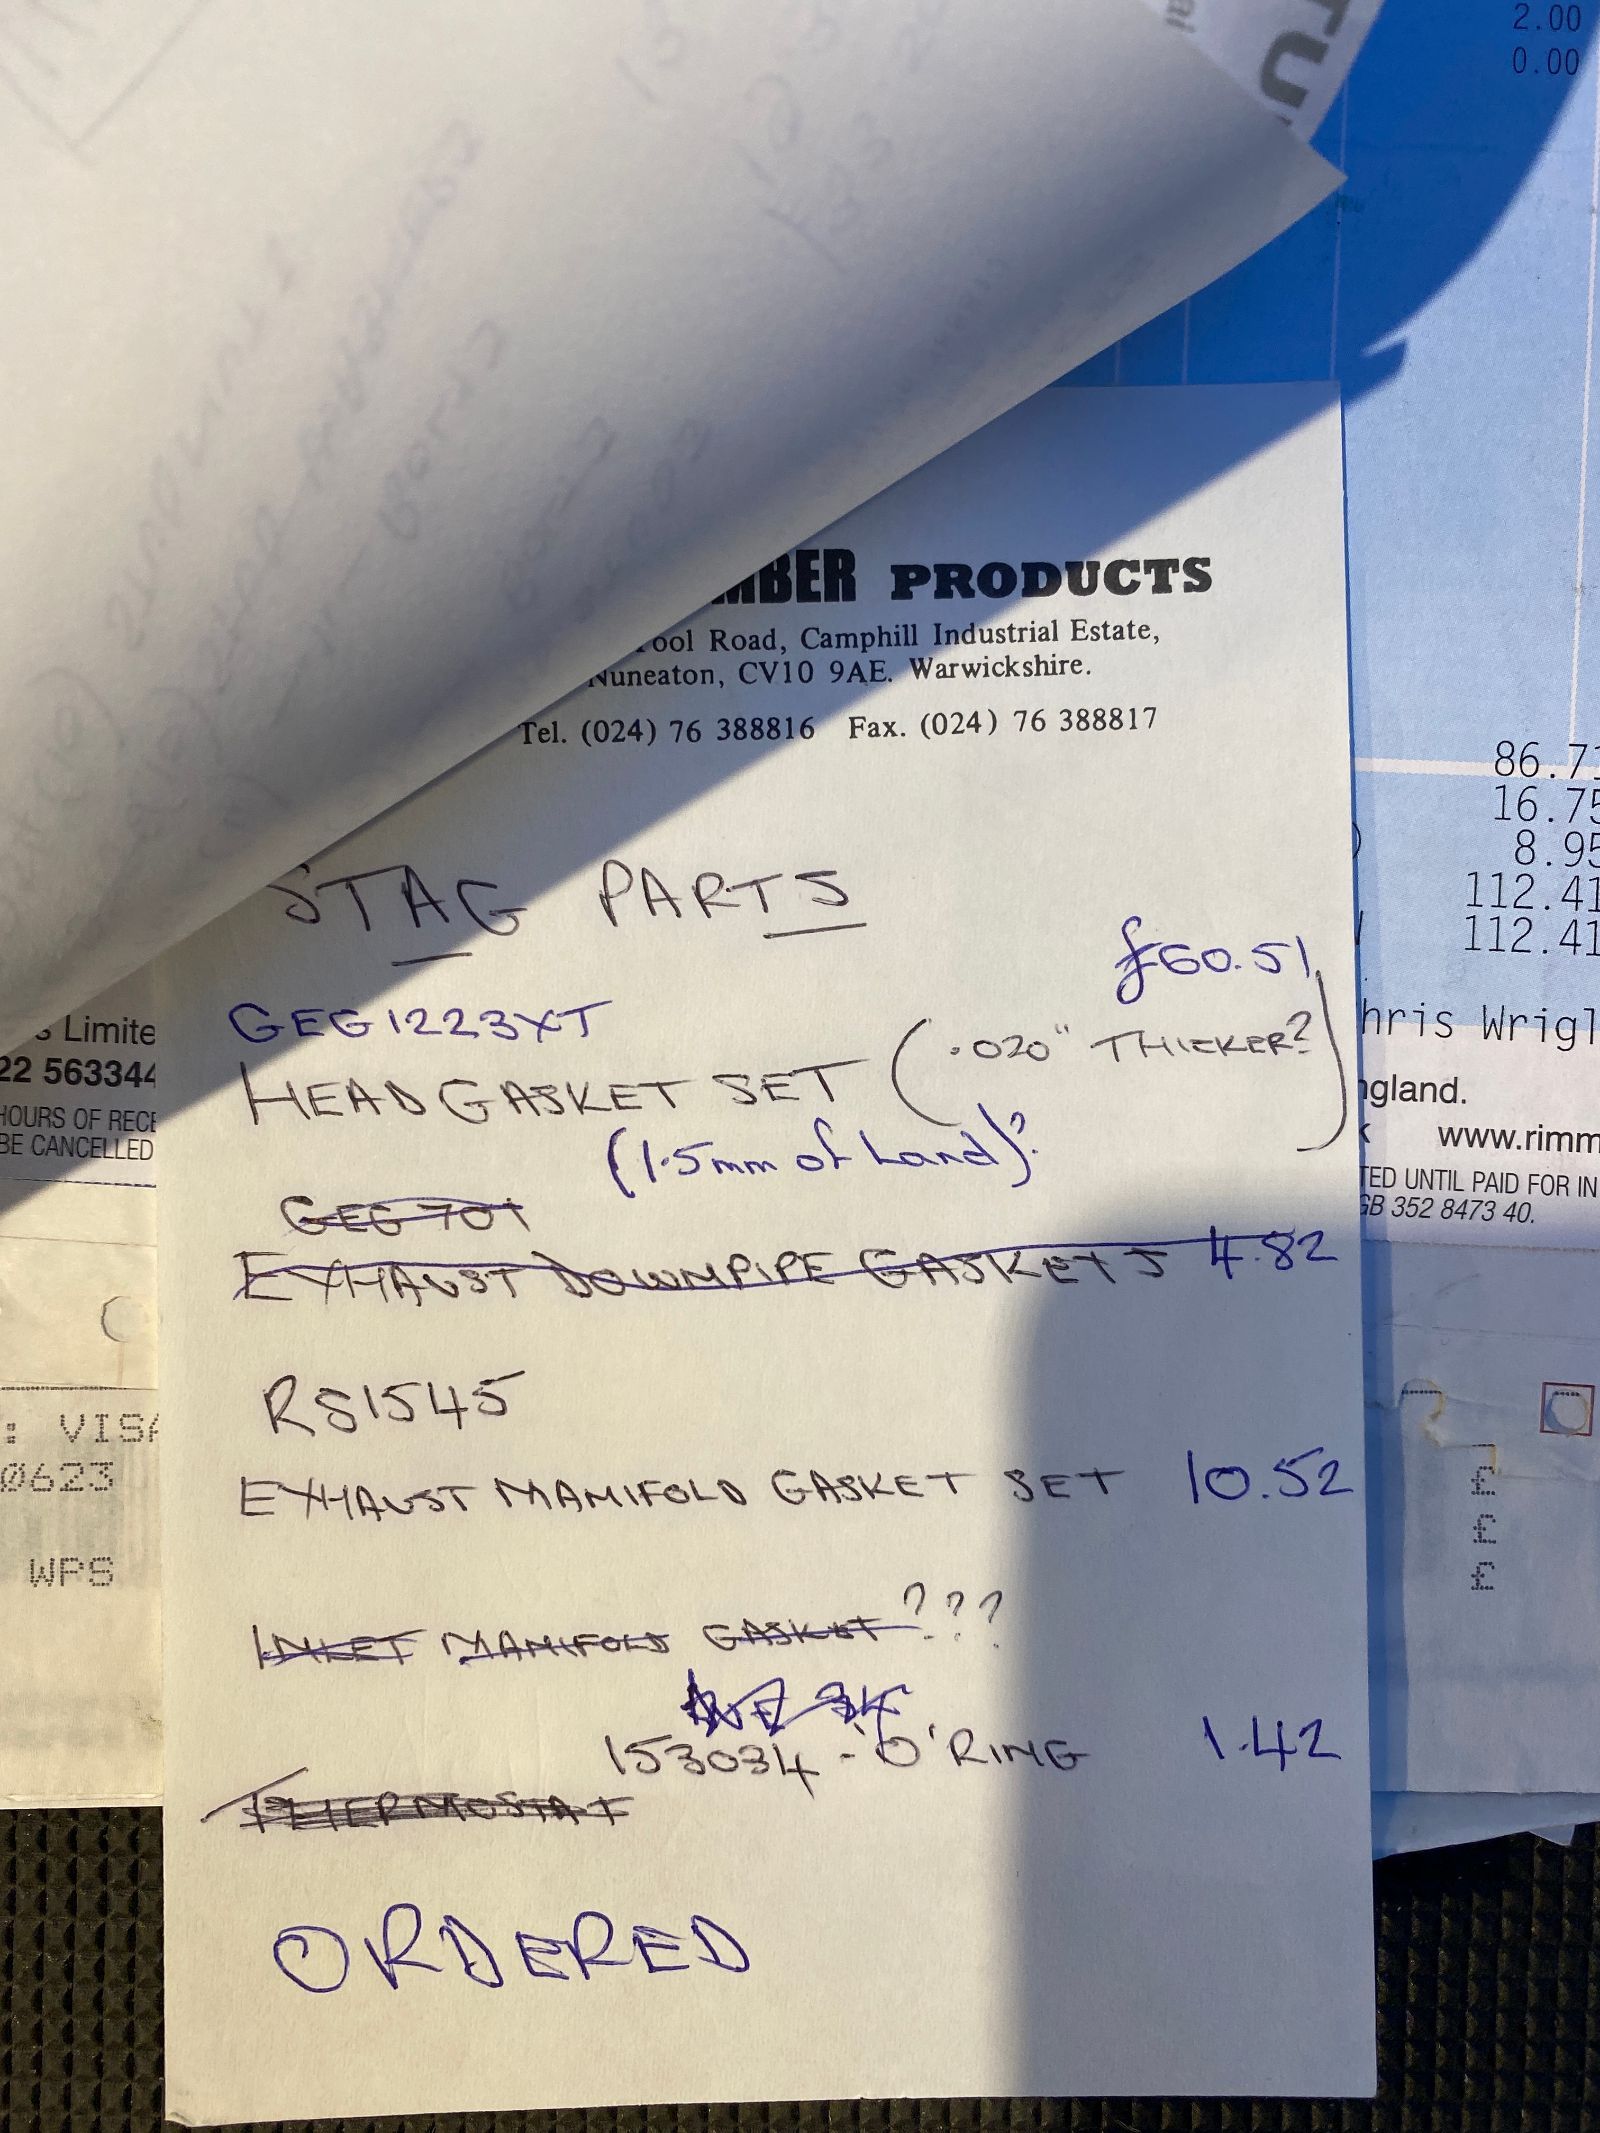 2.00
0.00
TU
MBER PRODUCTS
ool Road, Camphill Industrial Estate,
Nuneaton, CV10 9AE. Warwickshire.
Tel. (024) 76 388816 Fax. (024) 76 388817
86.71
16.75
8.95
112.41
112.41
STAG PARTS
£60.51
GEG1223XT
HEAD GASKET SET (.020" THICKER?)
(1.5mm of Land)?
GEG 701
EXHAUST DOWNPIPE GASKETS 4.82
RS1545
EXHAUST MANIFOLD GASKET SET 10.52
INLET MANIFOLD GASKET ???
153034 - 'O' RING 1.42
THERMOSTAT
ORDERED
s Limite
22 563344
HOURS OF RECE
BE CANCELLED
: VISA
0623
WPS
hris Wrigl
ngland.
www.rimm
TED UNTIL PAID FOR IN
GB 352 8473 40.
£
£
£